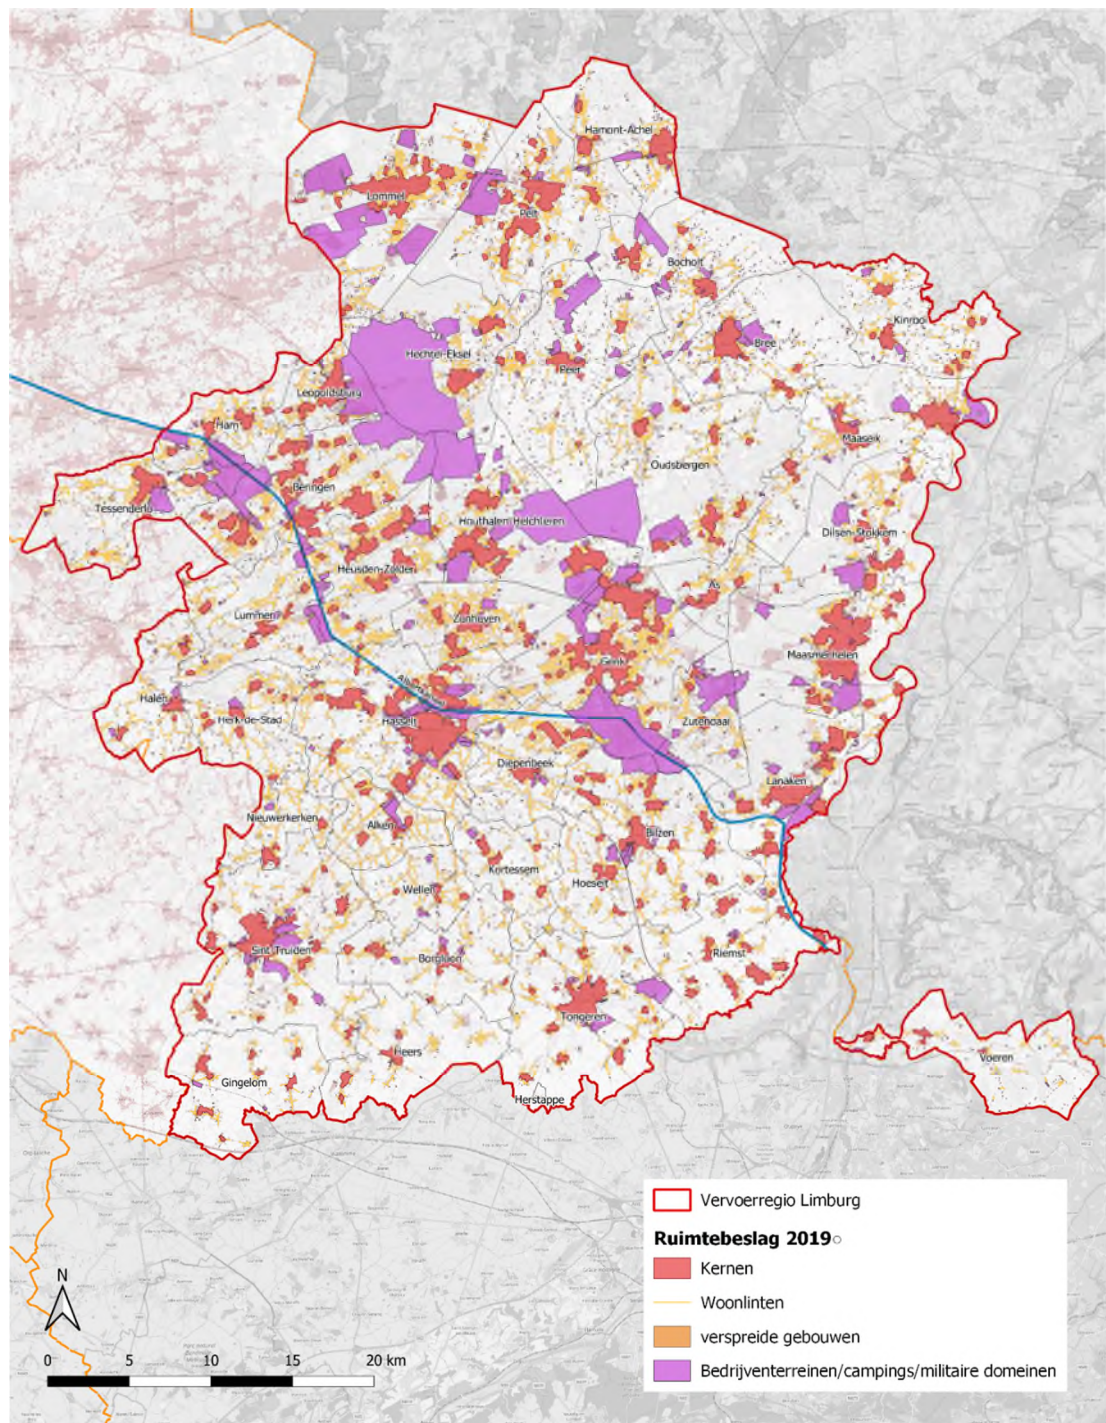 Hamont-Achel
Lommel
Pelt
Bocholt
Kinrooi
Bree
Hechtel-Eksel
Peer
Leopoldsburg
Ham
Maaseik
Oudsbergen
Beringen
Tessenderlo
Houthalen-Helchteren
Dilsen-Stokkem
Heusden-Zolder
As
Lummen
Zonhoven
Genk
Maasmechelen
Halen
Herk-de-Stad
Hasselt
Zutendaal
Diepenbeek
Lanaken
Nieuwerkerken
Alken
Bilzen
Kortessem
Hoeselt
Wellen
Sint-Truiden
Borgloon
Riemst
Tongeren
Heers
Voeren
Gingelom
Herstappe
Vervoerregio Limburg
Ruimtebeslag 2019
Kernen
Woonlinten
verspreide gebouwen
Bedrijventerreinen/campings/militaire domeinen
N
0 5 10 15 20 km